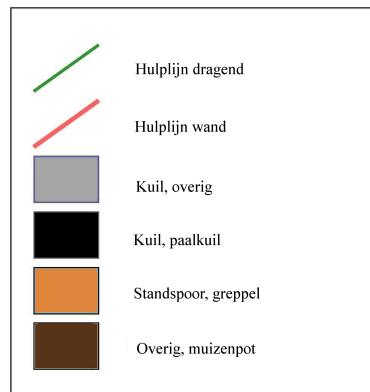 Hulplijn dragend
Hulplijn wand
Kuil, overig
Kuil, paalkuil
Standspoor, greppel
Overig, muizenpot